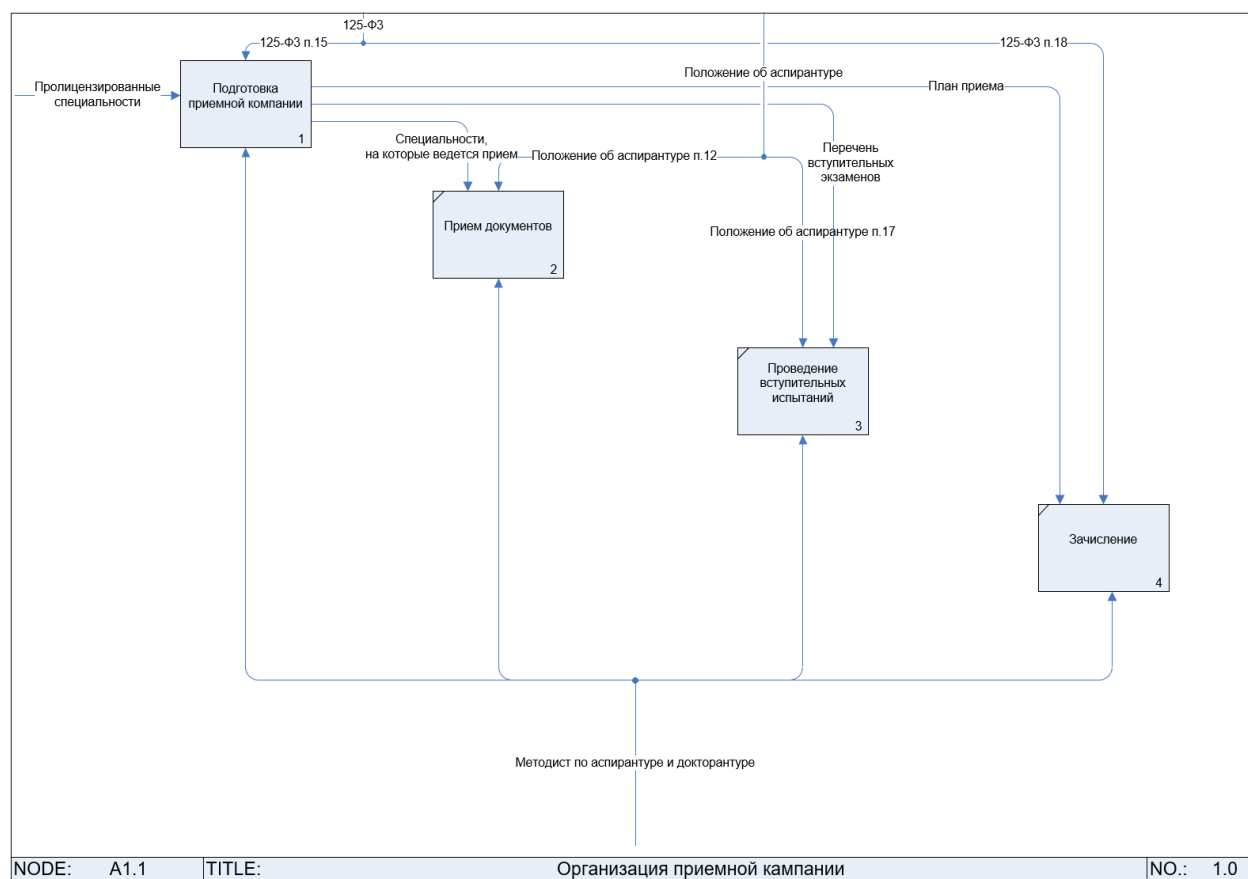 125-ФЗ
125-ФЗ п.15
125-ФЗ п.18
Пролицензированные
специальности
Подготовка
приемной компании
1
Положение об аспирантуре
План приема
Специальности,
на которые ведется прием
Положение об аспирантуре п.12
Перечень
вступительных
экзаменов
Прием документов
2
Положение об аспирантуре п.17
Проведение
вступительных
испытаний
3
Зачисление
4
Методист по аспирантуре и докторантуре
NODE: A1.1 TITLE: Организация приемной кампании NO.: 1.0